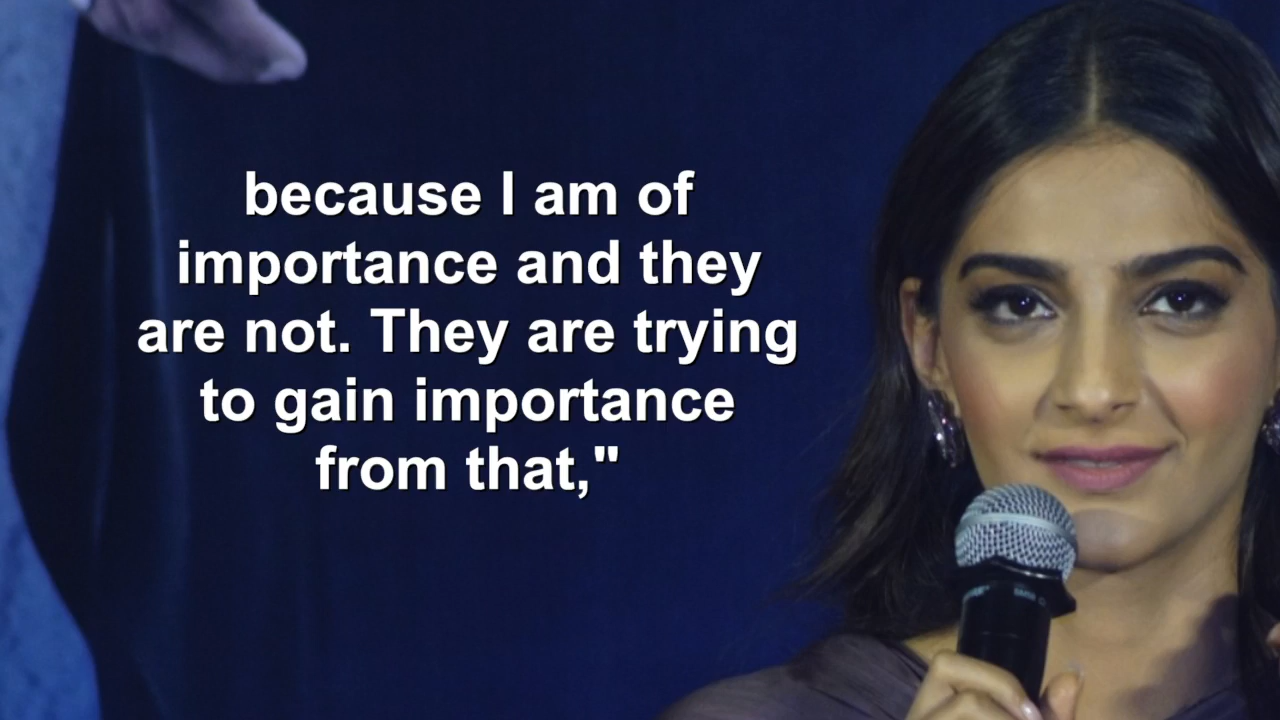 because I am of
importance and they
are not. They are trying
to gain importance
from that,"